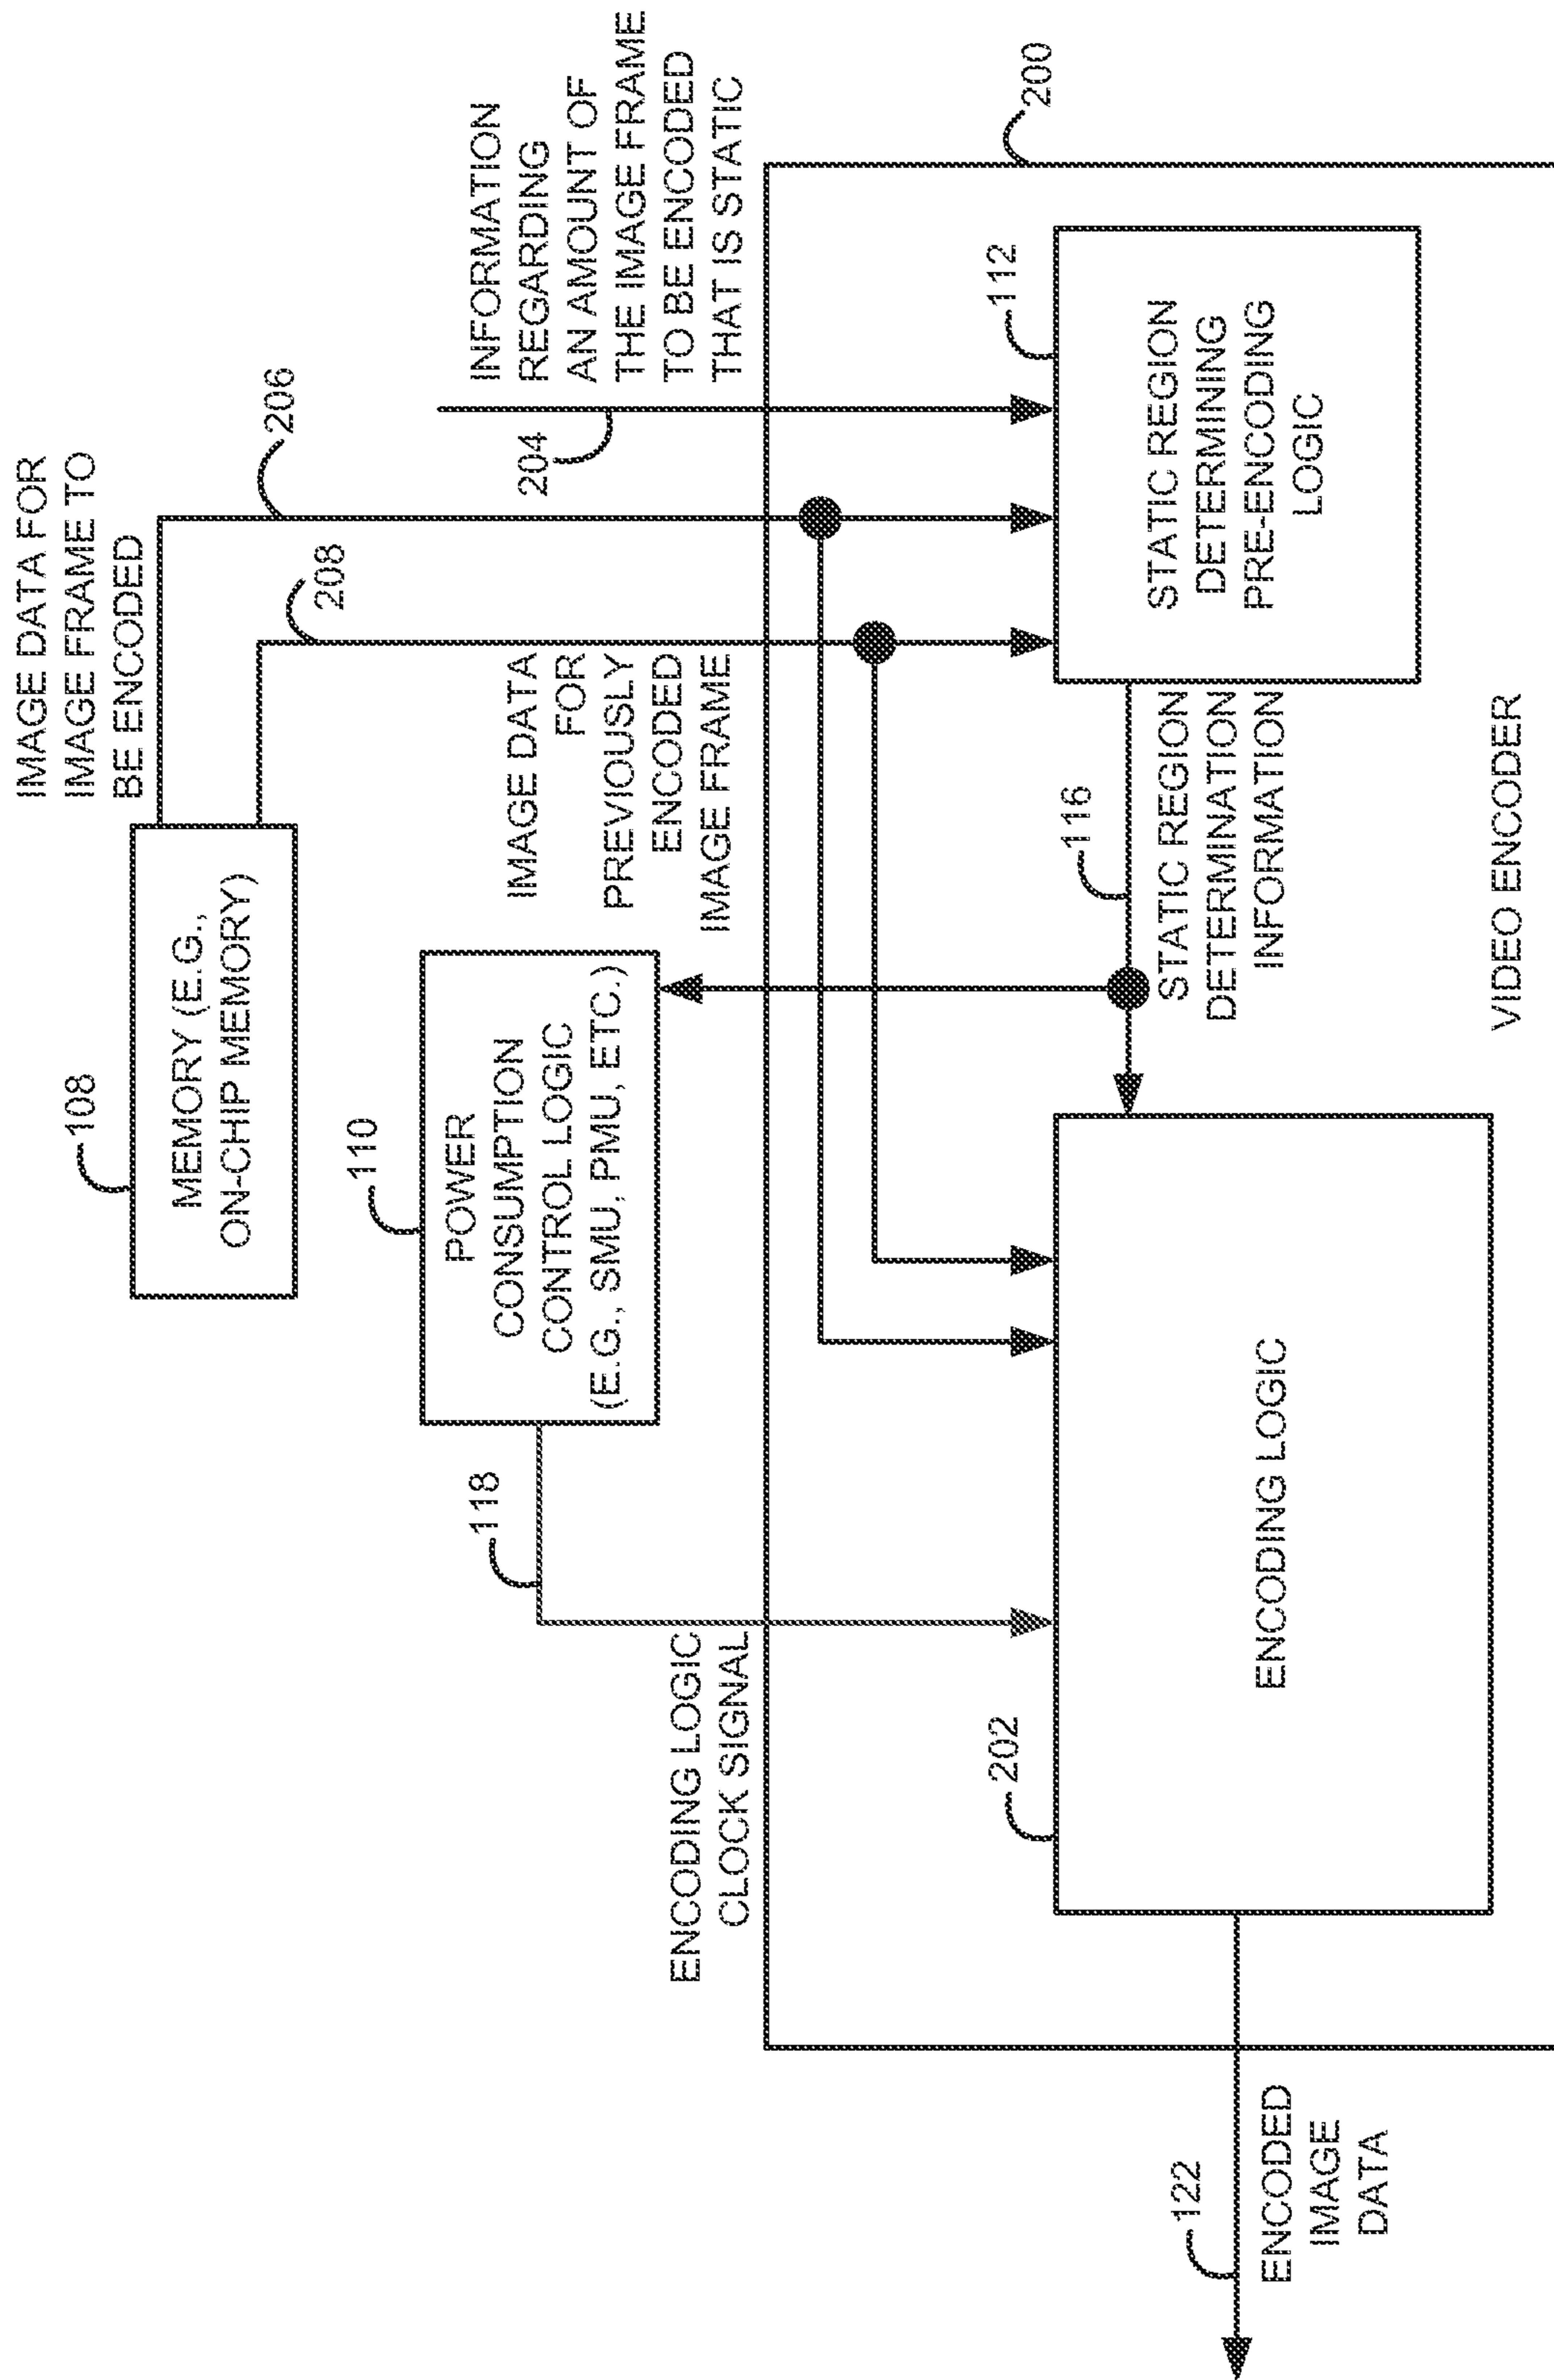 IMAGE DATA FOR
IMAGE FRAME TO
BE ENCODED
108
MEMORY (E.G.,
ON-CHIP MEMORY)
206
208
IMAGE DATA
FOR
PREVIOUSLY
ENCODED
IMAGE FRAME
204
INFORMATION
REGARDING
AN AMOUNT OF
THE IMAGE FRAME
TO BE ENCODED
THAT IS STATIC
110
POWER
CONSUMPTION
CONTROL LOGIC
(E.G., SMU, PMU, ETC.)
118
ENCODING LOGIC
CLOCK SIGNAL
200
112
STATIC REGION
DETERMINING
PRE-ENCODING
LOGIC
116
STATIC REGION
DETERMINATION
INFORMATION
202
ENCODING LOGIC
VIDEO ENCODER
122
ENCODED
IMAGE
DATA